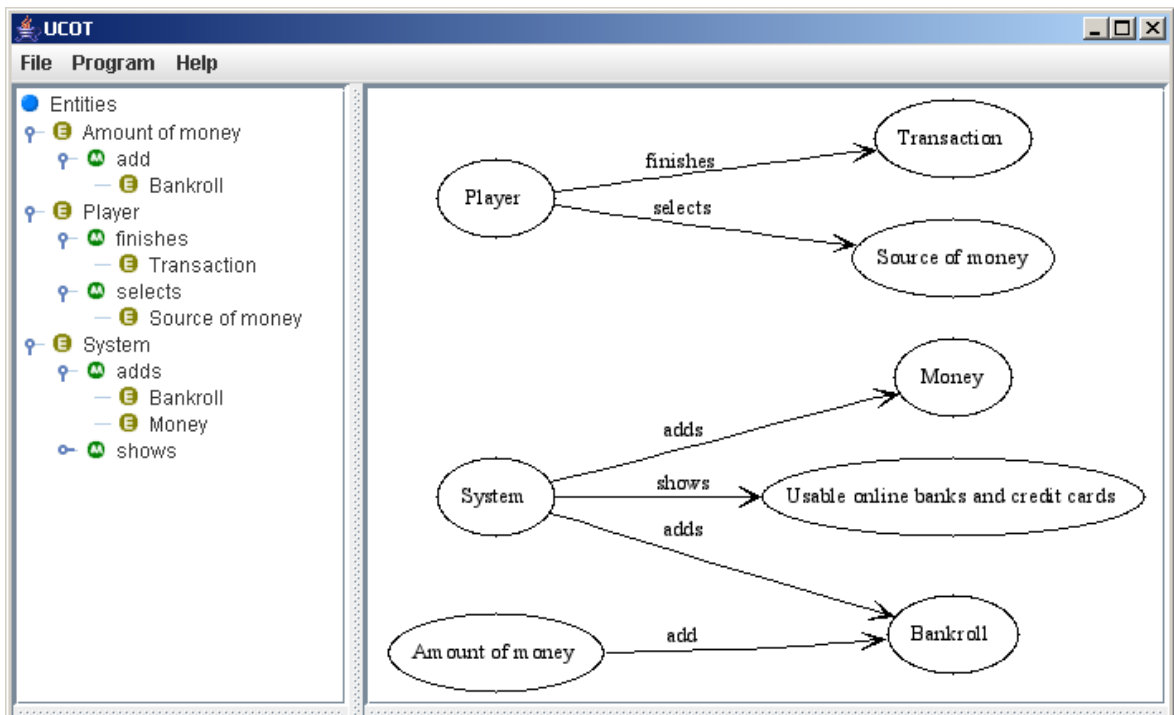 UCOT
File Program Help
Entities
Amount of money
add
Bankroll
Player
finishes
Transaction
selects
Source of money
System
adds
Bankroll
Money
shows
Transaction
finishes
Player
selects
Source of money
Money
adds
System
shows
Usable online banks and credit cards
adds
Bankroll
add
Amount of money